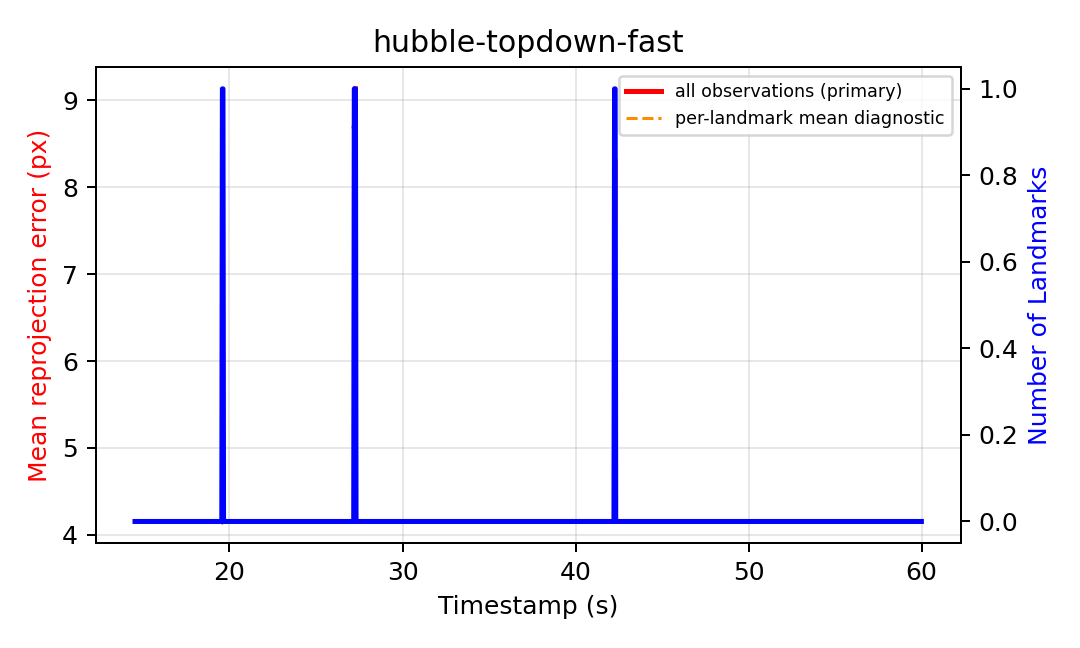 hubble-topdown-fast
all observations (primary)
per-landmark mean diagnostic
Mean reprojection error (px)
9
8
7
6
5
4
1.0
0.8
0.6
0.4
0.2
0.0
Number of Landmarks
20 30 40 50 60
Timestamp (s)